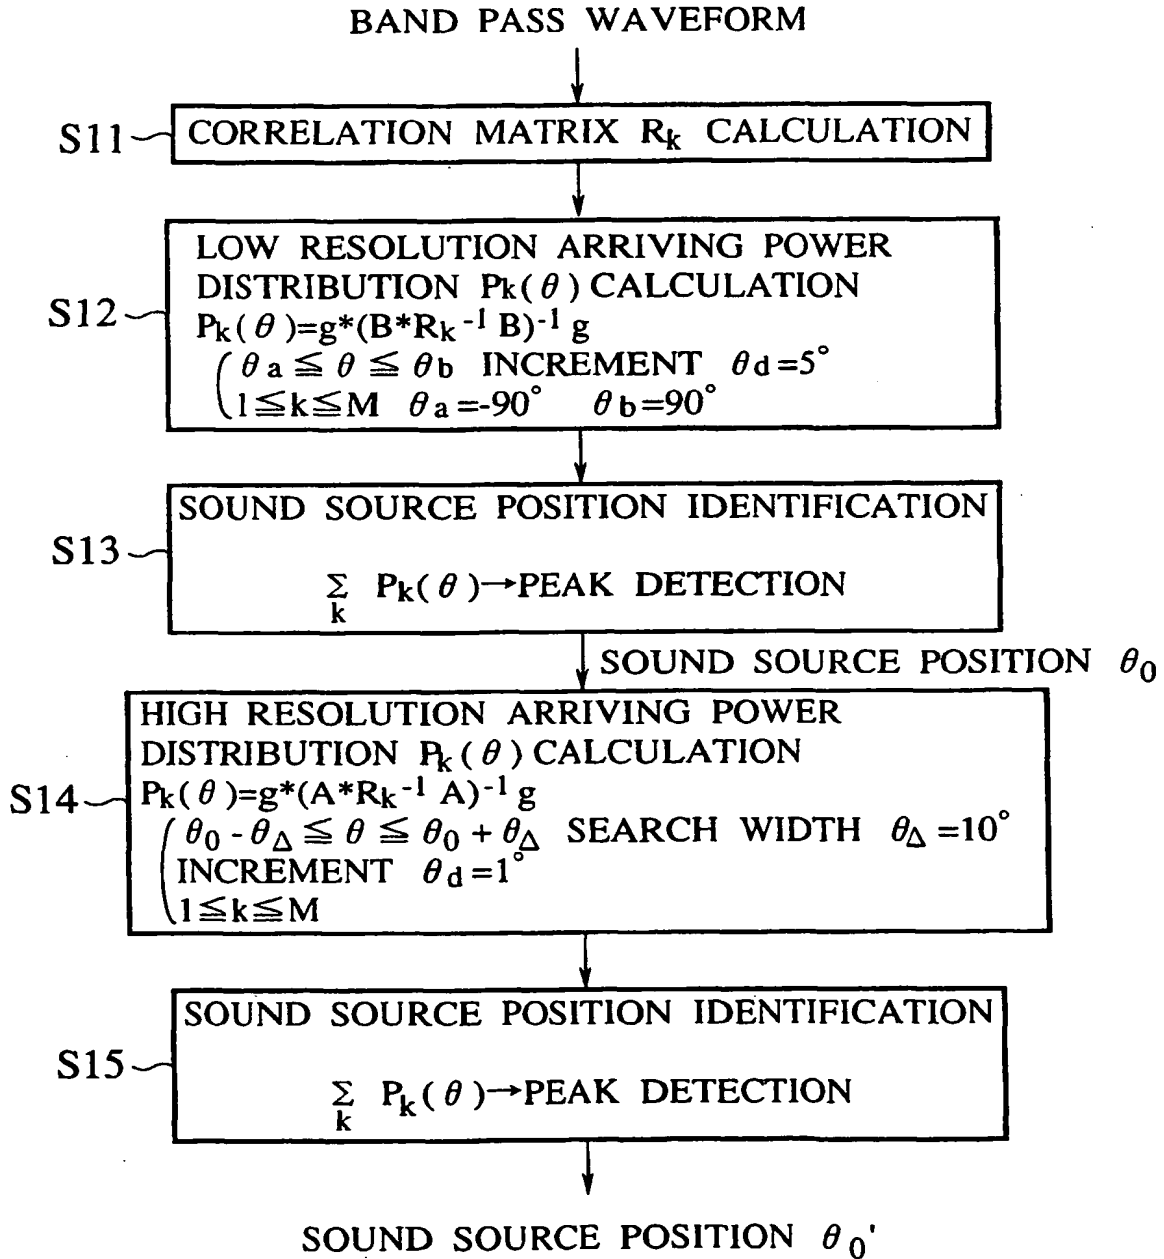 BAND PASS WAVEFORM
S11
CORRELATION MATRIX Rk CALCULATION
S12
LOW RESOLUTION ARRIVING POWER
DISTRIBUTION Pk(θ) CALCULATION
Pk(θ)=g*(B*Rk⁻¹ B)⁻¹ g
θa ≦ θ ≦ θb INCREMENT θd=5°
1≦k≦M θa=-90° θb=90°
S13
SOUND SOURCE POSITION IDENTIFICATION
Σ Pk(θ)→PEAK DETECTION
k
SOUND SOURCE POSITION θ₀
S14
HIGH RESOLUTION ARRIVING POWER
DISTRIBUTION Pk(θ) CALCULATION
Pk(θ)=g*(A*Rk⁻¹ A)⁻¹ g
θ₀ - θΔ ≦ θ ≦ θ₀ + θΔ SEARCH WIDTH θΔ=10°
INCREMENT θd=1°
1≦k≦M
S15
SOUND SOURCE POSITION IDENTIFICATION
Σ Pk(θ)→PEAK DETECTION
k
SOUND SOURCE POSITION θ₀'